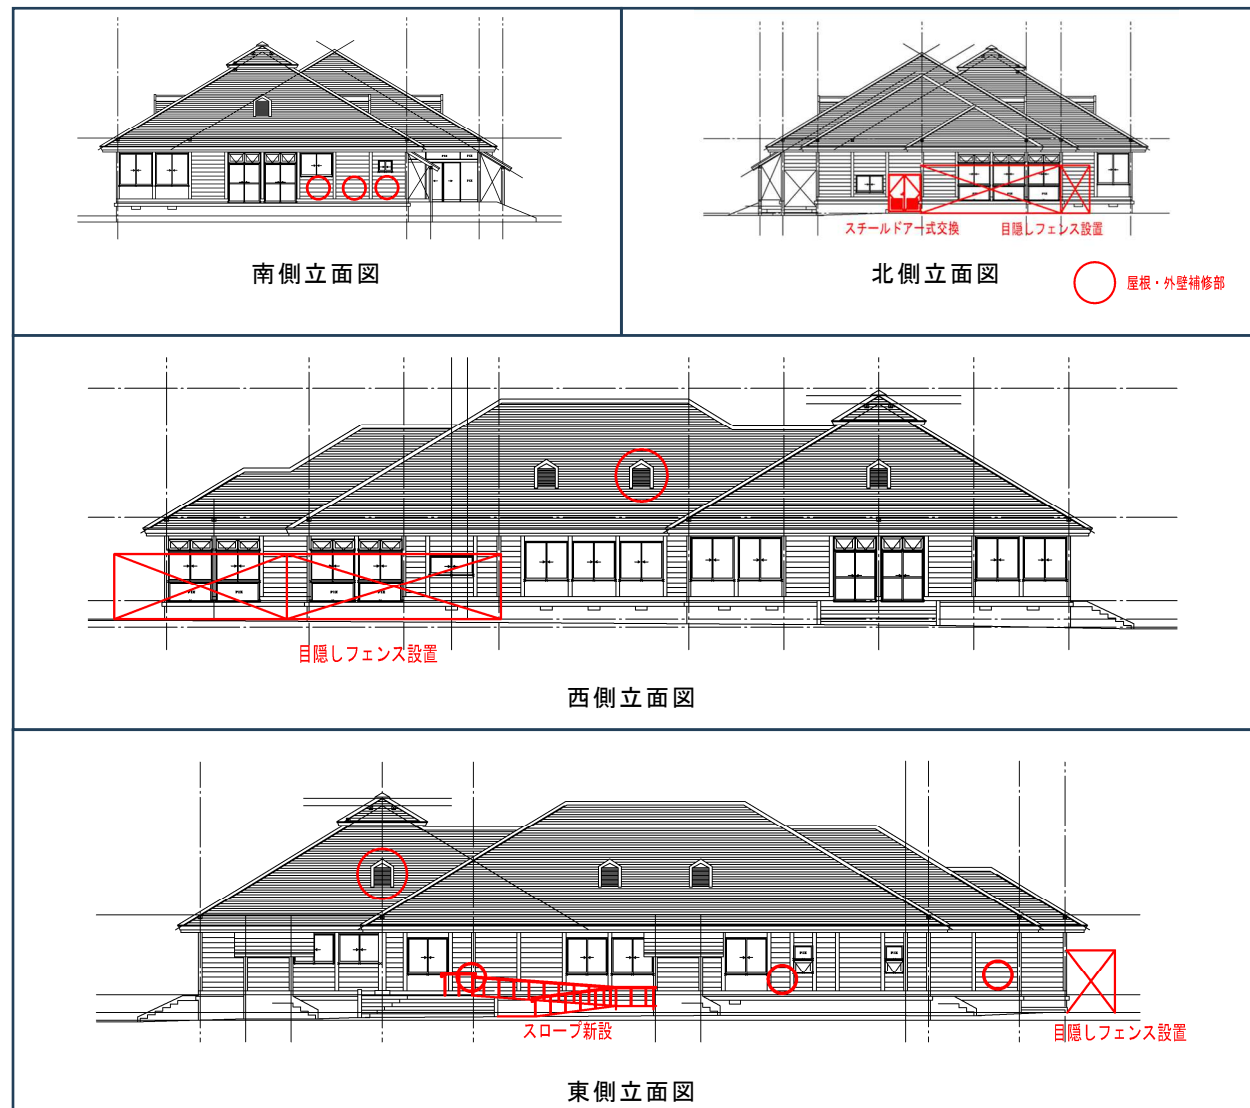 スチールドアー式交換
目隠しフェンス設置
南側立面図
北側立面図
屋根・外壁補修部
目隠しフェンス設置
西側立面図
スロープ新設
目隠しフェンス設置
東側立面図